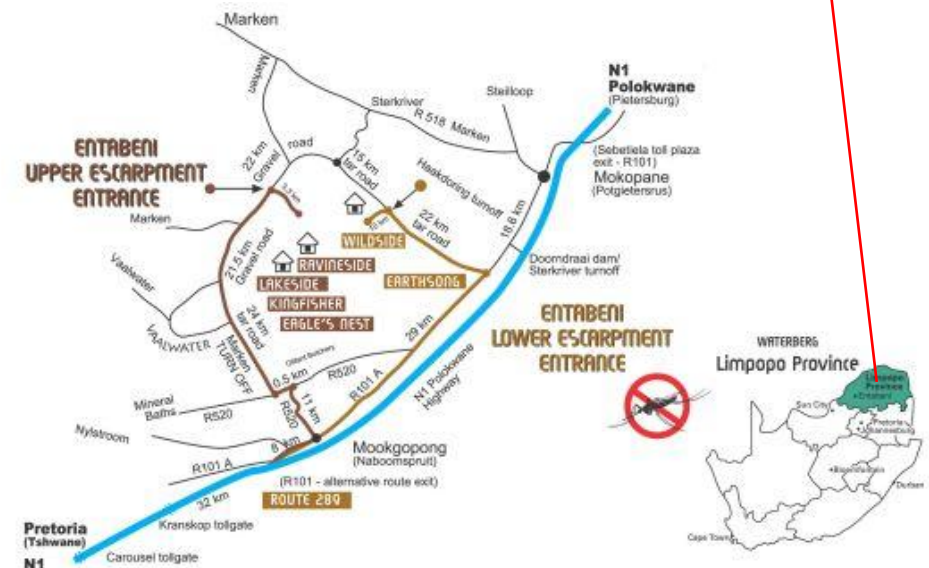 Marken
Marken
Sterkriver
R 518 Marken
Steilloop
N1
Polokwane
(Pietersburg)
(Sebetiela toll plaza
exit - R101)
Mokopane
(Potgietersrus)
ENTABENI
UPPER ESCARPMENT
ENTRANCE
22 km
Gravel
road
15 km
tar road
Haakdoring turnoff
22 km
tar road
18.6 km
Marken
WILDSIDE
RAVINESIDE
LAKESIDE
KINGFISHER
EAGLE'S NEST
EARTHSONG
21.5 km
Gravel road
Vaalwater
VAALWATER
24 km
tar road
Marken
TURN OFF
Doorndraai dam/
Sterkriver turnoff
ENTABENI
LOWER ESCARPMENT
ENTRANCE
29 km
R101 A
N1 Polokwane
Highway
0.5 km
R520
Mineral
Baths
R520
R520
11 km
Nylstroom
8 km
R101 A
Mookgopong
(Naboomspruit)
(R101 - alternative route exit)
ROUTE 289
32 km
Kranskop tollgate
Pretoria
(Tshwane)
N1
Carousel tollgate
WATERBERG
Limpopo Province
Limpopo
Province
Entabeni
Sun City
Pretoria
Johannesburg
Bloemfontein
Durban
Cape Town